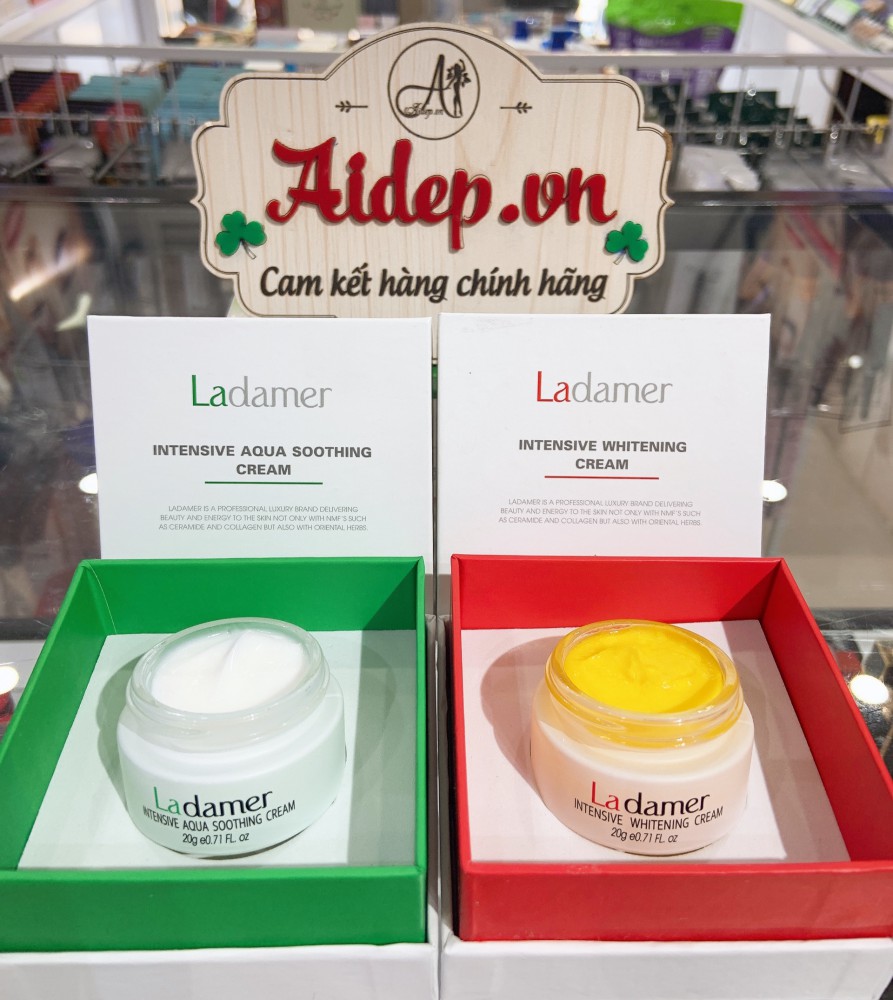 A
Aidep.vn
Aidep.vn
Cam kết hàng chính hãng
Ladamer
INTENSIVE AQUA SOOTHING
CREAM
LADAMER IS A PROFESSIONAL LUXURY BRAND DELIVERING
BEAUTY AND ENERGY TO THE SKIN NOT ONLY WITH NMF'S SUCH
AS CERAMIDE AND COLLAGEN BUT ALSO WITH ORIENTAL HERBS.
Ladamer
INTENSIVE WHITENING
CREAM
LADAMER IS A PROFESSIONAL LUXURY BRAND DELIVERING
BEAUTY AND ENERGY TO THE SKIN NOT ONLY WITH NMF'S SUCH
AS CERAMIDE AND COLLAGEN BUT ALSO WITH ORIENTAL HERBS.
Ladamer
INTENSIVE AQUA SOOTHING CREAM
20g e0.71 FL. oz
Ladamer
INTENSIVE WHITENING CREAM
20g e0.71 FL. oz